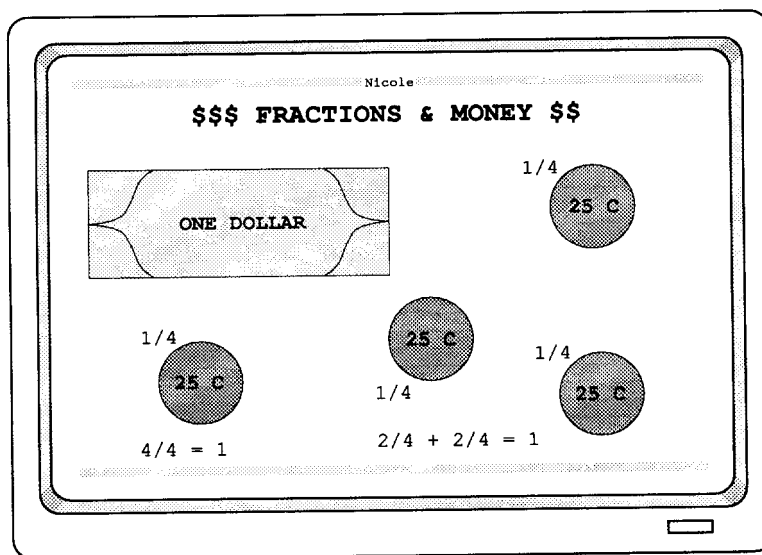 Nicole
$$$ FRACTIONS & MONEY $$
1/4
25 C
ONE DOLLAR
1/4
25 C
1/4
25 C
1/4
1/4
25 C
4/4 = 1
2/4 + 2/4 = 1